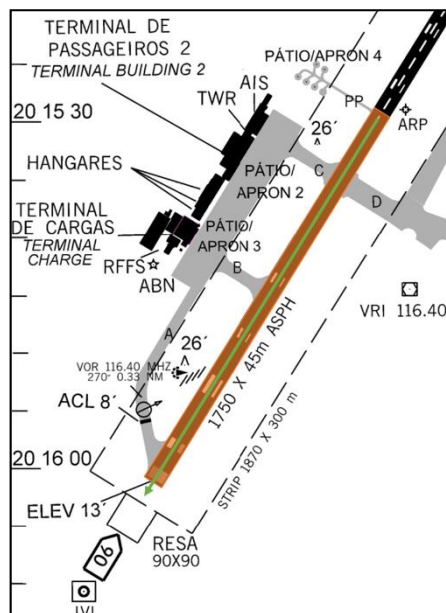 TERMINAL DE
PASSAGEIROS 2
TERMINAL BUILDING 2
AIS
TWR
PÁTIO/APRON 4
PP
ARP
20 15 30
26´
HANGARES
PÁTIO/
APRON 2
C
D
TERMINAL
DE CARGAS
TERMINAL
CHARGE
PÁTIO/
APRON 3
RFFS
ABN
B
VRI 116.40
A
26´
VOR 116.40 MHZ
270° 0.33 NM
1750 X 45m ASPH
ACL 8´
STRIP 1870 X 300 m
20 16 00
ELEV 13´
RESA
90X90
06
IVI